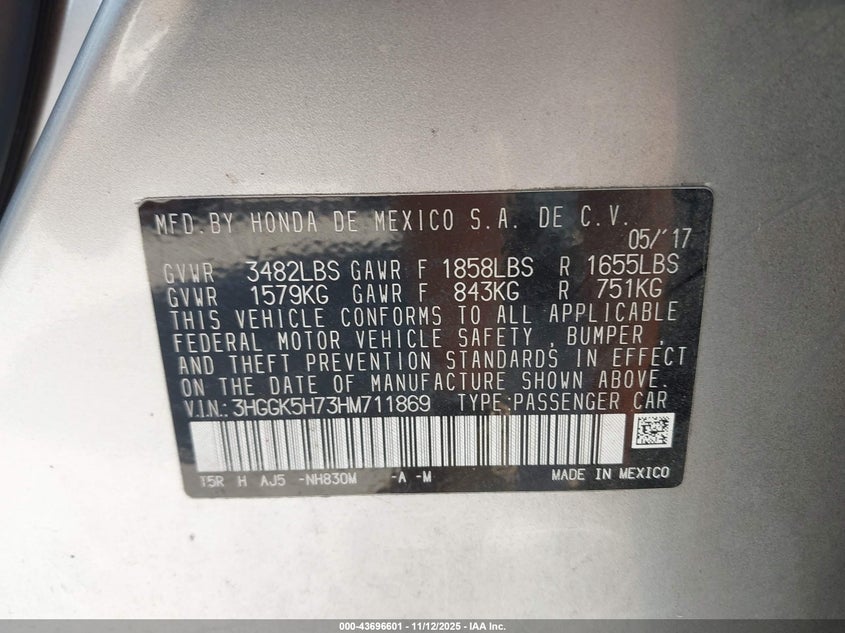 MFD.BY HONDA DE MEXICO S.A. DE C.V.
05/'17
GVWR 3482LBS GAWR F 1858LBS R 1655LBS
GVWR 1579KG GAWR F 843KG R 751KG
THIS VEHICLE CONFORMS TO ALL APPLICABLE
FEDERAL MOTOR VEHICLE SAFETY , BUMPER ,
AND THEFT PREVENTION STANDARDS IN EFFECT
ON THE DATE OF MANUFACTURE SHOWN ABOVE.
V.I.N.:3HGGK5H73HM711869 TYPE:PASSENGER CAR
T5R H AJ5 -NH830M -A -M MADE IN MEXICO
000-43696601 - 11/12/2025 - IAA Inc.